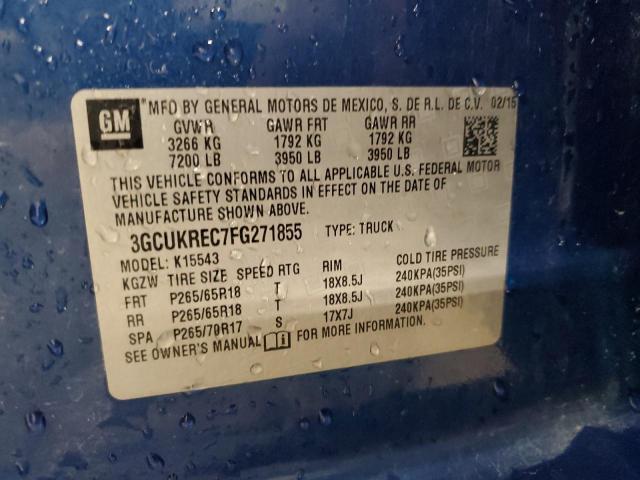 GM
MFD BY GENERAL MOTORS DE MEXICO, S. DE R.L. DE C.V. 02/15
GVWR GAWR FRT GAWR RR
3266 KG 1792 KG 1792 KG
7200 LB 3950 LB 3950 LB
THIS VEHICLE CONFORMS TO ALL APPLICABLE U.S. FEDERAL MOTOR
VEHICLE SAFETY STANDARDS IN EFFECT ON THE DATE OF
MANUFACTURE SHOWN ABOVE.
3GCUKREC7FG271855 TYPE: TRUCK
MODEL: K15543
KGZW TIRE SIZE SPEED RTG RIM COLD TIRE PRESSURE
FRT P265/65R18 T 18X8.5J 240KPA(35PSI)
RR P265/65R18 T 18X8.5J 240KPA(35PSI)
SPA P265/70R17 S 17X7J 240KPA(35PSI)
SEE OWNER'S MANUAL FOR MORE INFORMATION.